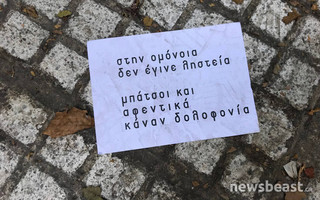 στην ομόνοια
δεν έγινε ληστεία
μπάτσοι και
αφεντικά
κάναν δολοφονία
newsbeast.gr